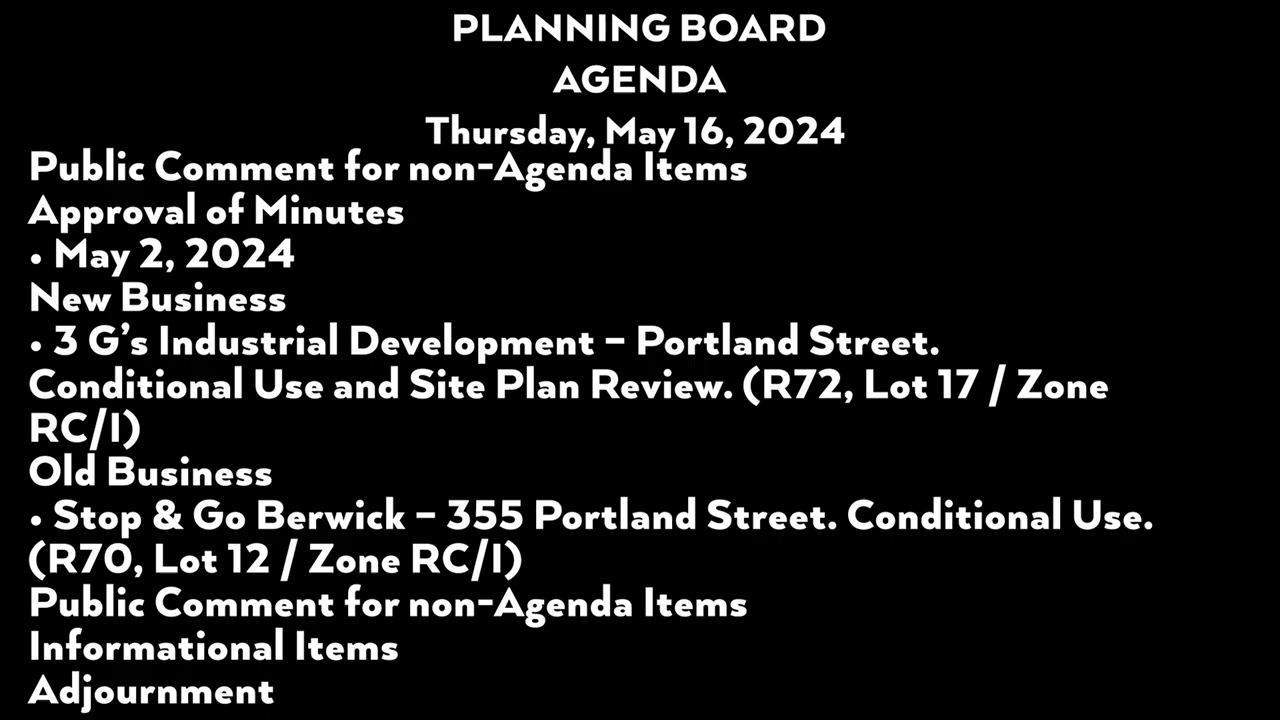 PLANNING BOARD
AGENDA
Thursday, May 16, 2024
Public Comment for non-Agenda Items
Approval of Minutes
• May 2, 2024
New Business
• 3 G’s Industrial Development – Portland Street.
Conditional Use and Site Plan Review. (R72, Lot 17 / Zone
RC/I)
Old Business
• Stop & Go Berwick – 355 Portland Street. Conditional Use.
(R70, Lot 12 / Zone RC/I)
Public Comment for non-Agenda Items
Informational Items
Adjournment